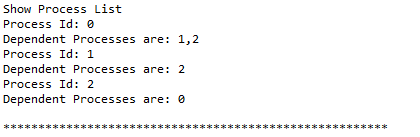 Show Process List
Process Id: 0
Dependent Processes are: 1,2
Process Id: 1
Dependent Processes are: 2
Process Id: 2
Dependent Processes are: 0
*******************************************************